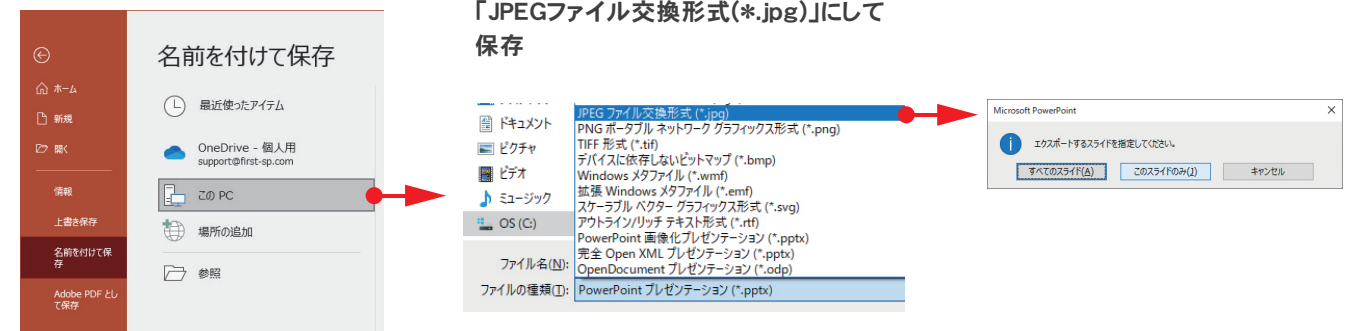 「JPEGファイル交換形式(*.jpg)」にして
保存
名前を付けて保存
ホーム
新規
開く
情報
上書き保存
名前を付けて保
存
Adobe PDF とし
て保存
最近使ったアイテム
OneDrive - 個人用
support@first-sp.com
この PC
場所の追加
参照
ドキュメント
ピクチャ
ビデオ
ミュージック
OS (C:)
JPEG ファイル交換形式 (*.jpg)
PNG ポータブル ネットワーク グラフィックス形式 (*.png)
TIFF 形式 (*.tif)
デバイスに依存しないビットマップ (*.bmp)
Windows メタファイル (*.wmf)
拡張 Windows メタファイル (*.emf)
スケーラブル ベクター グラフィックス形式 (*.svg)
アウトライン/リッチ テキスト形式 (*.rtf)
PowerPoint 画像化プレゼンテーション (*.pptx)
完全 Open XML プレゼンテーション (*.pptx)
OpenDocument プレゼンテーション (*.odp)
ファイル名(N):
ファイルの種類(T): PowerPoint プレゼンテーション (*.pptx)
Microsoft PowerPoint
エクスポートするスライドを指定してください。
すべてのスライド(A) このスライドのみ(J) キャンセル